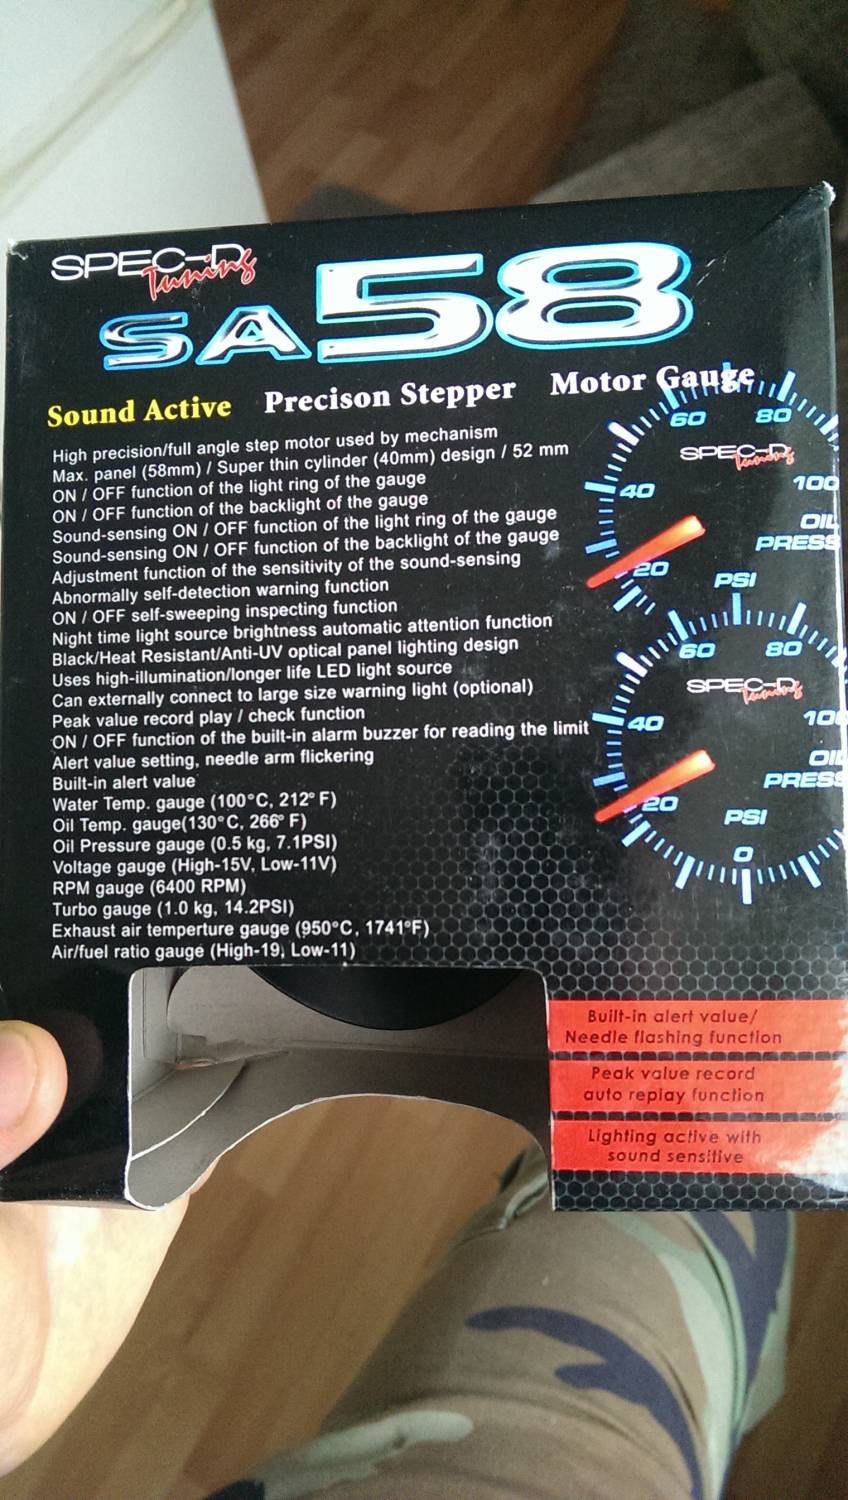 SPEC-D
Tuning
SA58
Sound Active Precison Stepper Motor Gauge
High precision/full angle step motor used by mechanism
Max. panel (58mm) / Super thin cylinder (40mm) design / 52 mm
ON / OFF function of the light ring of the gauge
ON / OFF function of the backlight of the gauge
Sound-sensing ON / OFF function of the light ring of the gauge
Sound-sensing ON / OFF function of the backlight of the gauge
Adjustment function of the sensitivity of the sound-sensing
Abnormally self-detection warning function
ON / OFF self-sweeping inspecting function
Night time light source brightness automatic attention function
Black/Heat Resistant/Anti-UV optical panel lighting design
Uses high-illumination/longer life LED light source
Can externally connect to large size warning light (optional)
Peak value record play / check function
ON / OFF function of the built-in alarm buzzer for reading the limit
Alert value setting, needle arm flickering
Built-in alert value
Water Temp. gauge (100°C, 212° F)
Oil Temp. gauge(130°C, 266° F)
Oil Pressure gauge (0.5 kg, 7.1PSI)
Voltage gauge (High-15V, Low-11V)
RPM gauge (6400 RPM)
Turbo gauge (1.0 kg, 14.2PSI)
Exhaust air temperture gauge (950°C, 1741°F)
Air/fuel ratio gauge (High-19, Low-11)
60 80
SPEC-D
Tuning
40 100
OIL
PRESS
20
PSI
60 80
SPEC-D
Tuning
40 100
OIL
PRESS
20
PSI
0
Built-in alert value/
Needle flashing function
Peak value record
auto replay function
Lighting active with
sound sensitive